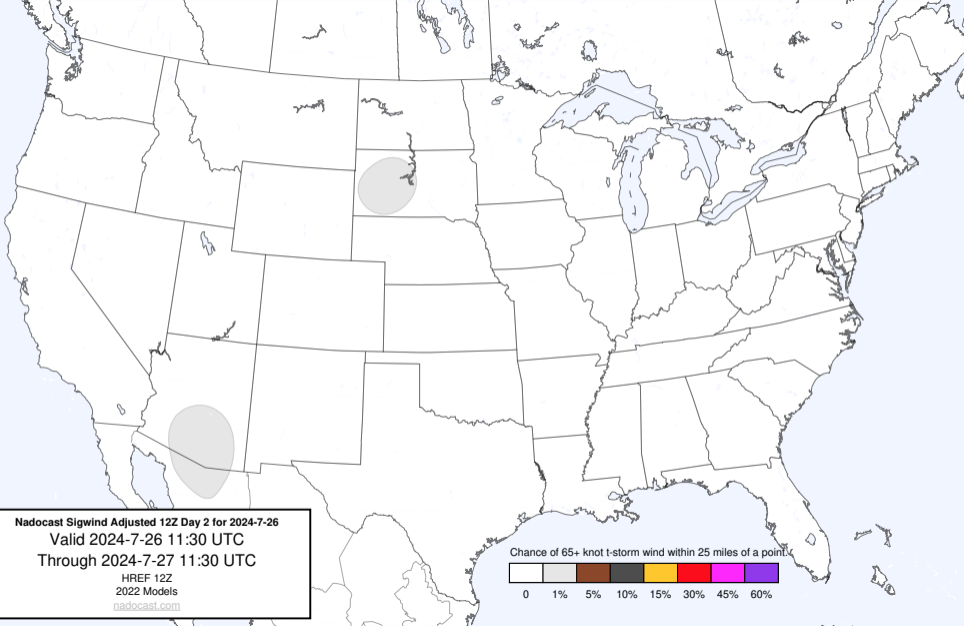 Nadocast Sigwind Adjusted 12Z Day 2 for 2024-7-26
Valid 2024-7-26 11:30 UTC
Through 2024-7-27 11:30 UTC
HREF 12Z
2022 Models
nadocast.com
Chance of 65+ knot t-storm wind within 25 miles of a point.
0 1% 5% 10% 15% 30% 45% 60%